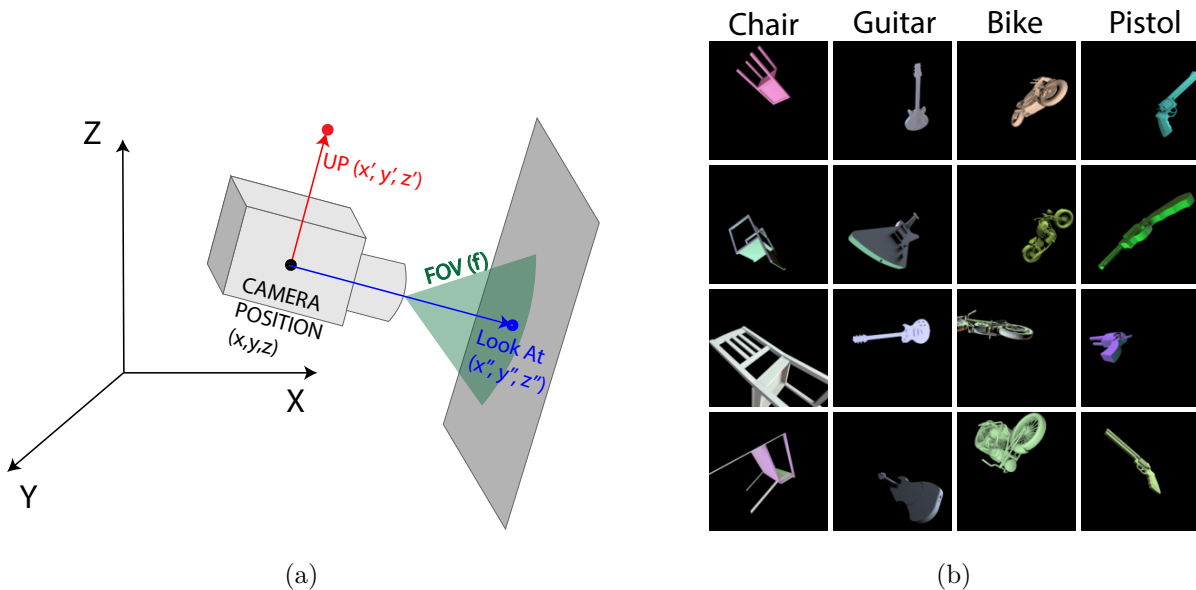 Z
X
Y
UP (x′, y′, z′)
CAMERA
POSITION
(x,y,z)
FOV (f)
Look At
(x″, y″, z″)
(a)
Chair Guitar Bike Pistol
(b)